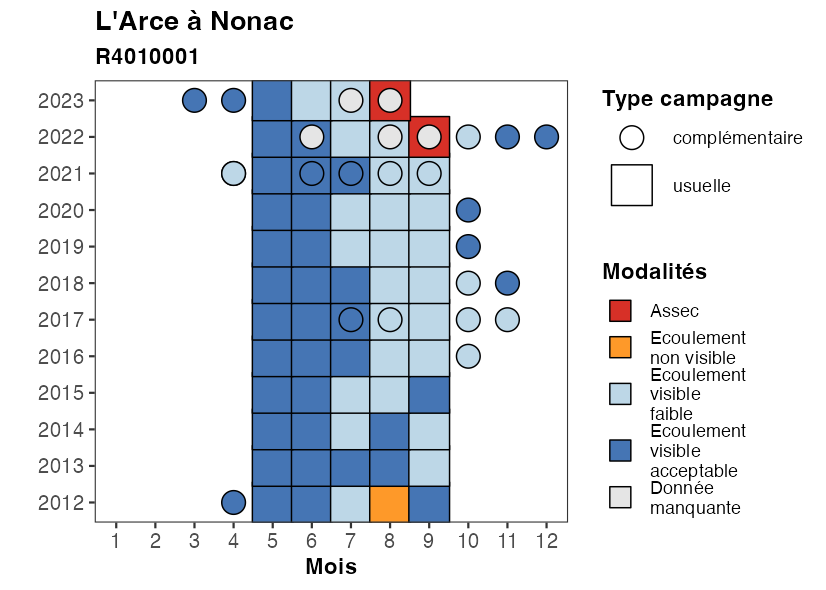 L'Arce à Nonac
R4010001
2023
2022
2021
2020
2019
2018
2017
2016
2015
2014
2013
2012
1 2 3 4 5 6 7 8 9 10 11 12
Mois
Type campagne
complémentaire
usuelle
Modalités
Assec
Ecoulement
non visible
Ecoulement
visible
faible
Ecoulement
visible
acceptable
Donnée
manquante